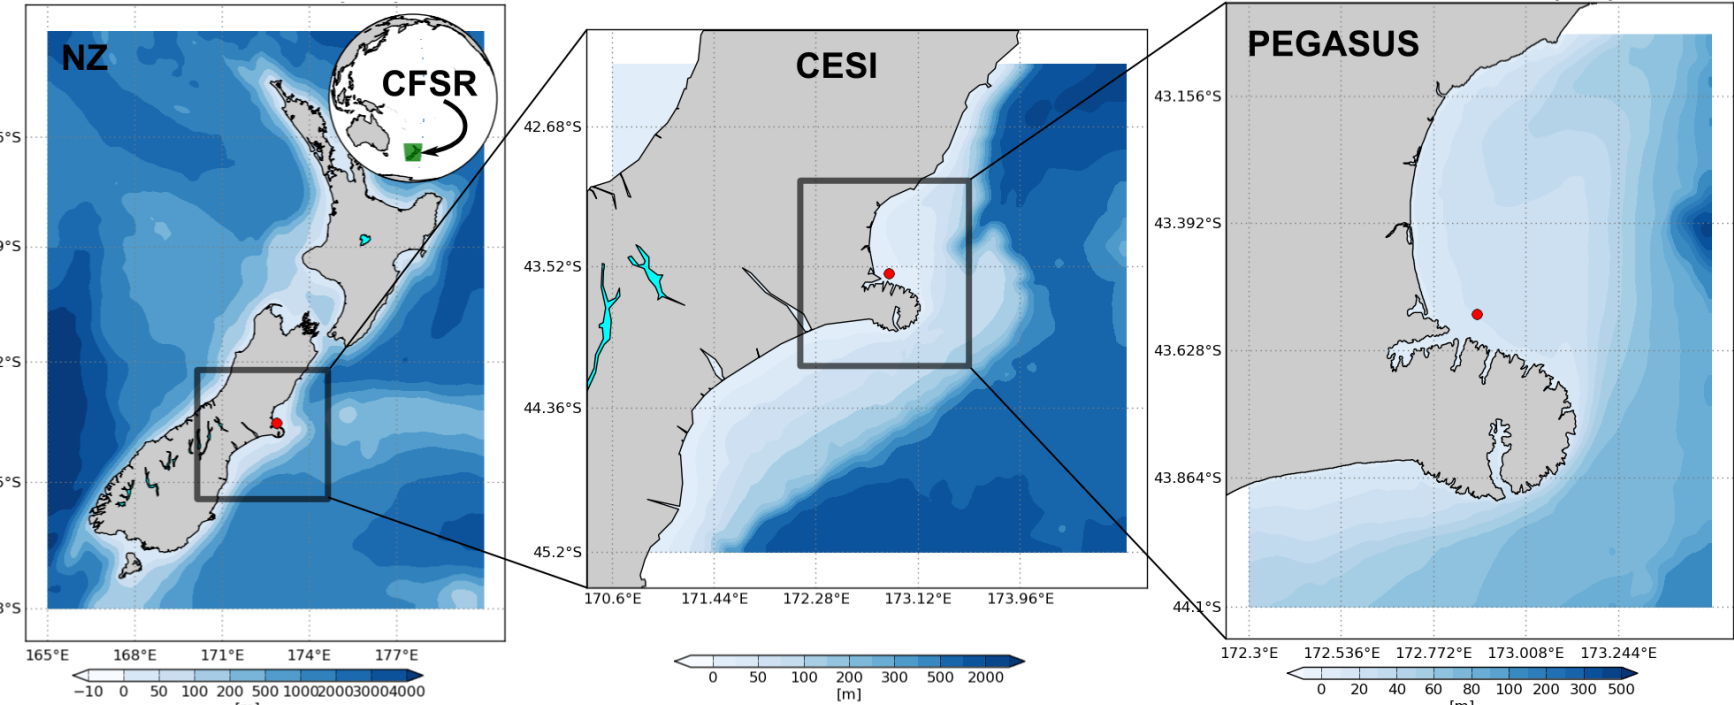 NZ
CFSR
6°S
9°S
2°S
5°S
8°S
165°E 168°E 171°E 174°E 177°E
−10 0 50 100 200 500 1000 2000 3000 4000
CESI
42.68°S
43.52°S
44.36°S
45.2°S
170.6°E 171.44°E 172.28°E 173.12°E 173.96°E
0 50 100 200 300 500 2000
[m]
PEGASUS
43.156°S
43.392°S
43.628°S
43.864°S
44.1°S
172.3°E 172.536°E 172.772°E 173.008°E 173.244°E
0 20 40 60 80 100 200 300 500
[m]